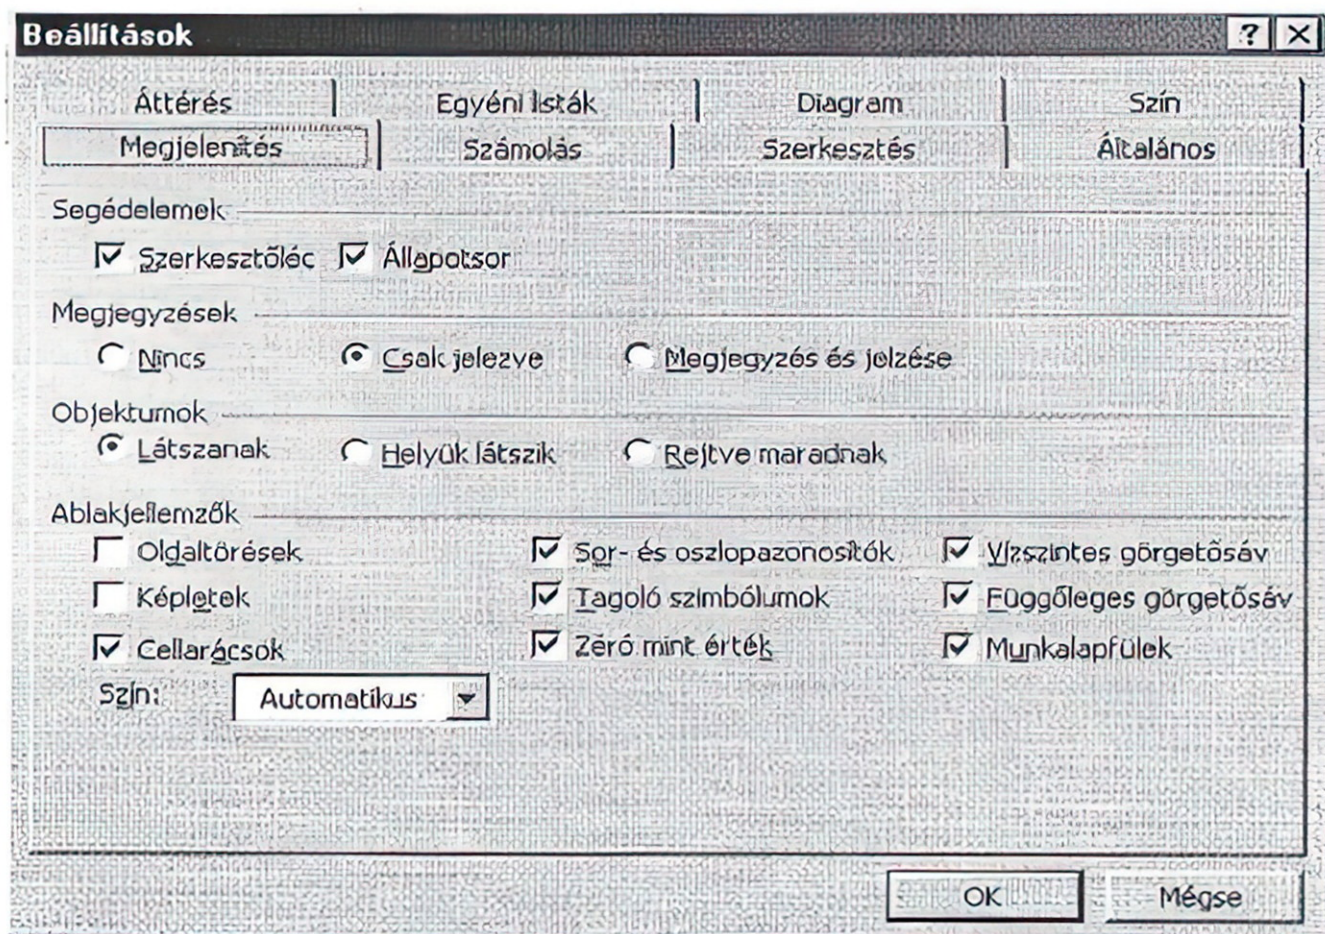 Beállítások
Áttérés Egyéni listák Diagram Szín
Megjelenítés Számolás Szerkesztés Általános
Segédelemek
Szerkesztőléc Állapotsor
Megjegyzések
Nincs Csak jelezve Megjegyzés és jelzése
Objektumok
Látszanak Helyük látszik Rejtve maradnak
Ablakjellemzők
Oldaltörések Sor- és oszlopazonosítók Vízszintes görgetősáv
Képletek Tagoló szimbólumok Függőleges görgetősáv
Cellarácsok Zéró mint érték Munkalapfülek
Szín: Automatikus
OK Mégse